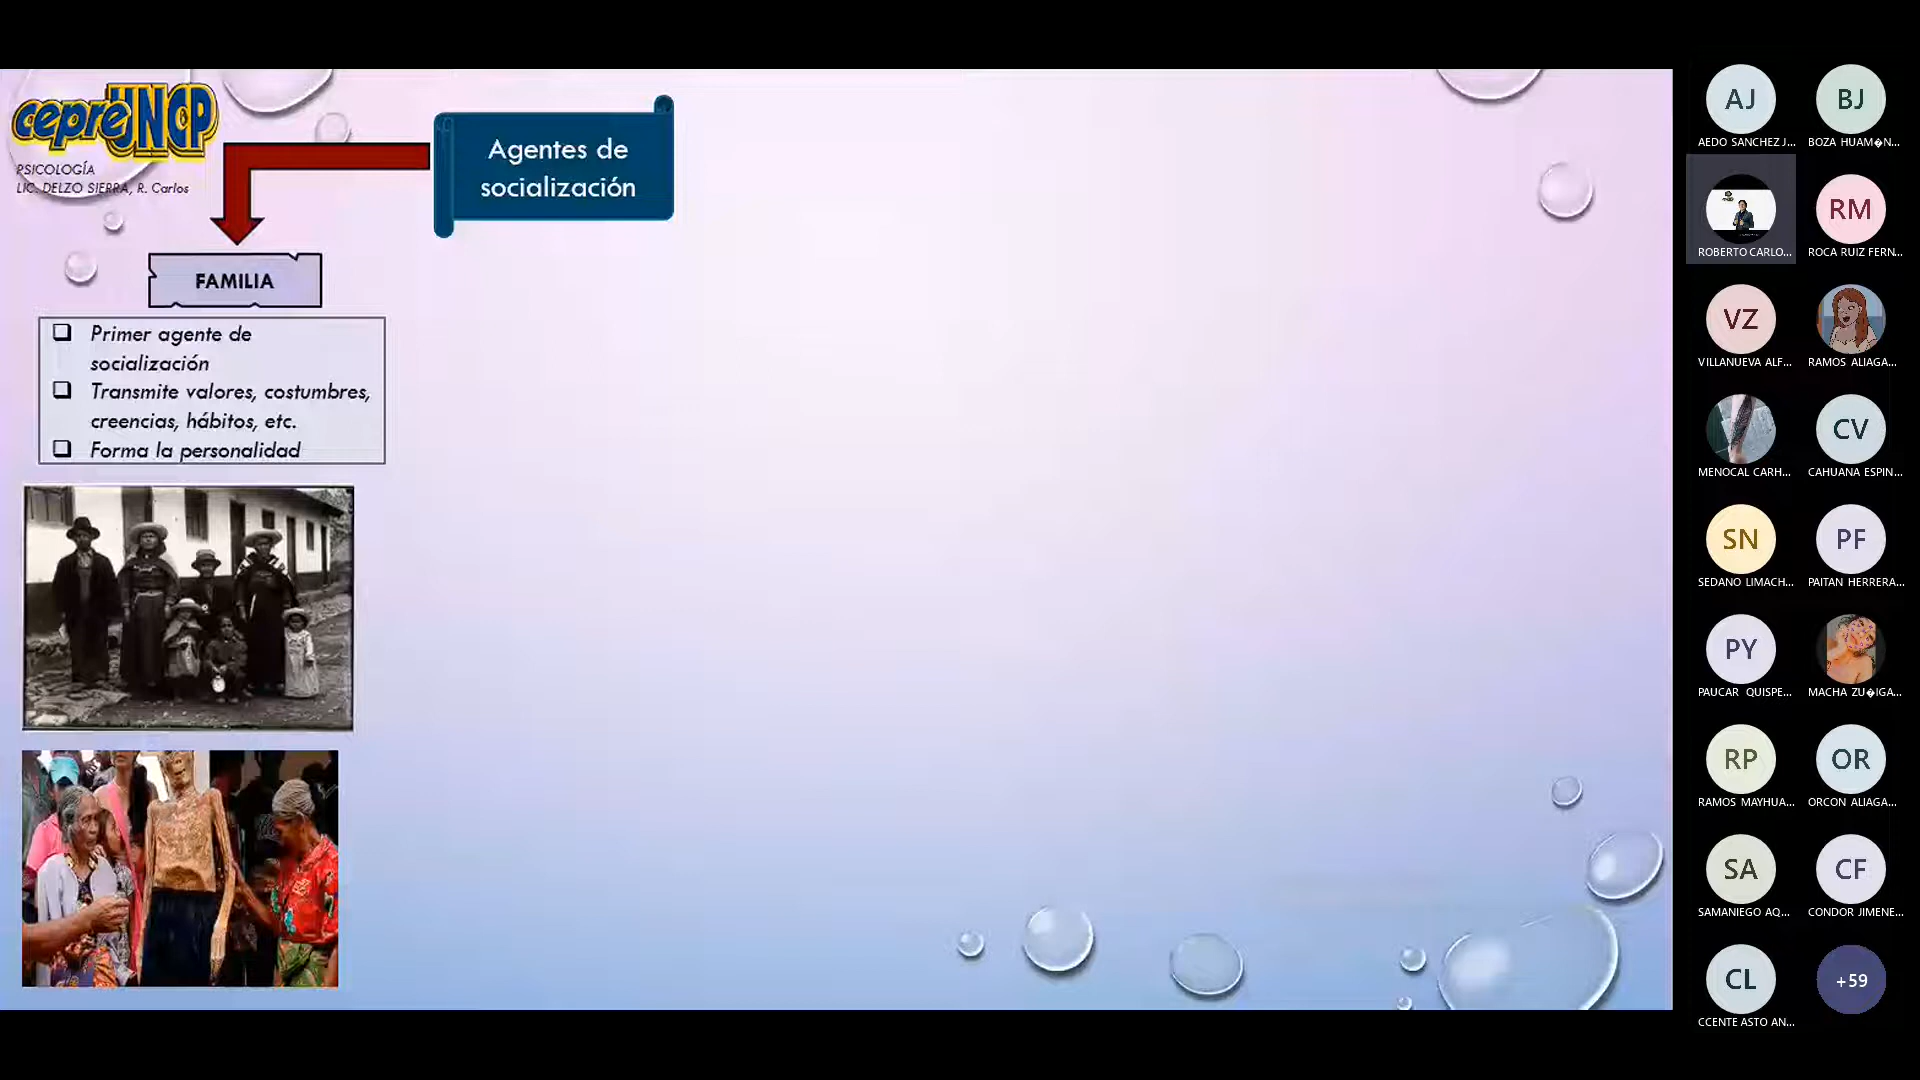 cepreUNCP
PSICOLOGÍA
LIC. DELZO SIERRA, R. Carlos
Agentes de
socialización
FAMILIA
❑ Primer agente de
socialización
❑ Transmite valores, costumbres,
creencias, hábitos, etc.
❑ Forma la personalidad
AJ
AEDO SANCHEZ J...
BJ
BOZA HUAM�N...
ROBERTO CARLO...
RM
ROCA RUIZ FERN...
VZ
VILLANUEVA ALF...
RAMOS ALIAGA...
MENOCAL CARH...
CV
CAHUANA ESPIN...
SN
SEDANO LIMACH...
PF
PAITAN HERRERA...
PY
PAUCAR QUISPE...
MACHA ZU�IGA...
RP
RAMOS MAYHUA...
OR
ORCON ALIAGA...
SA
SAMANIEGO AQ...
CF
CONDOR JIMENE...
CL
CCENTE ASTO AN...
+59